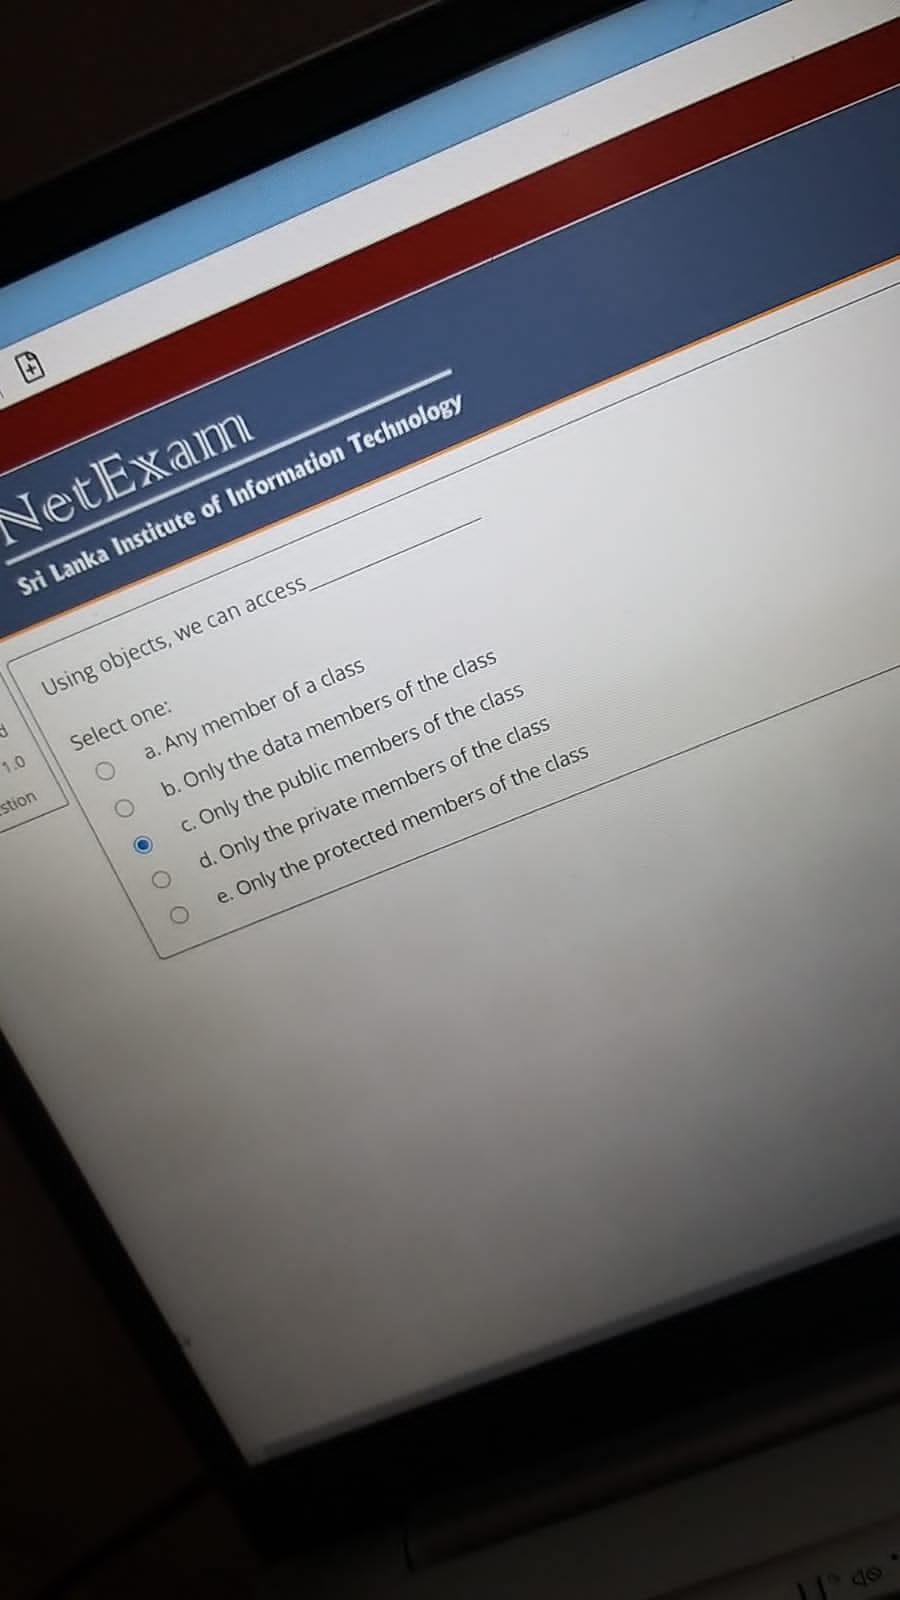 NetExam
Sri Lanka Institute of Information Technology
1.0
Using objects, we can access
Select one:
a. Any member of a class
b. Only the data members of the class
c. Only the public members of the class
d. Only the private members of the class
e. Only the protected members of the class